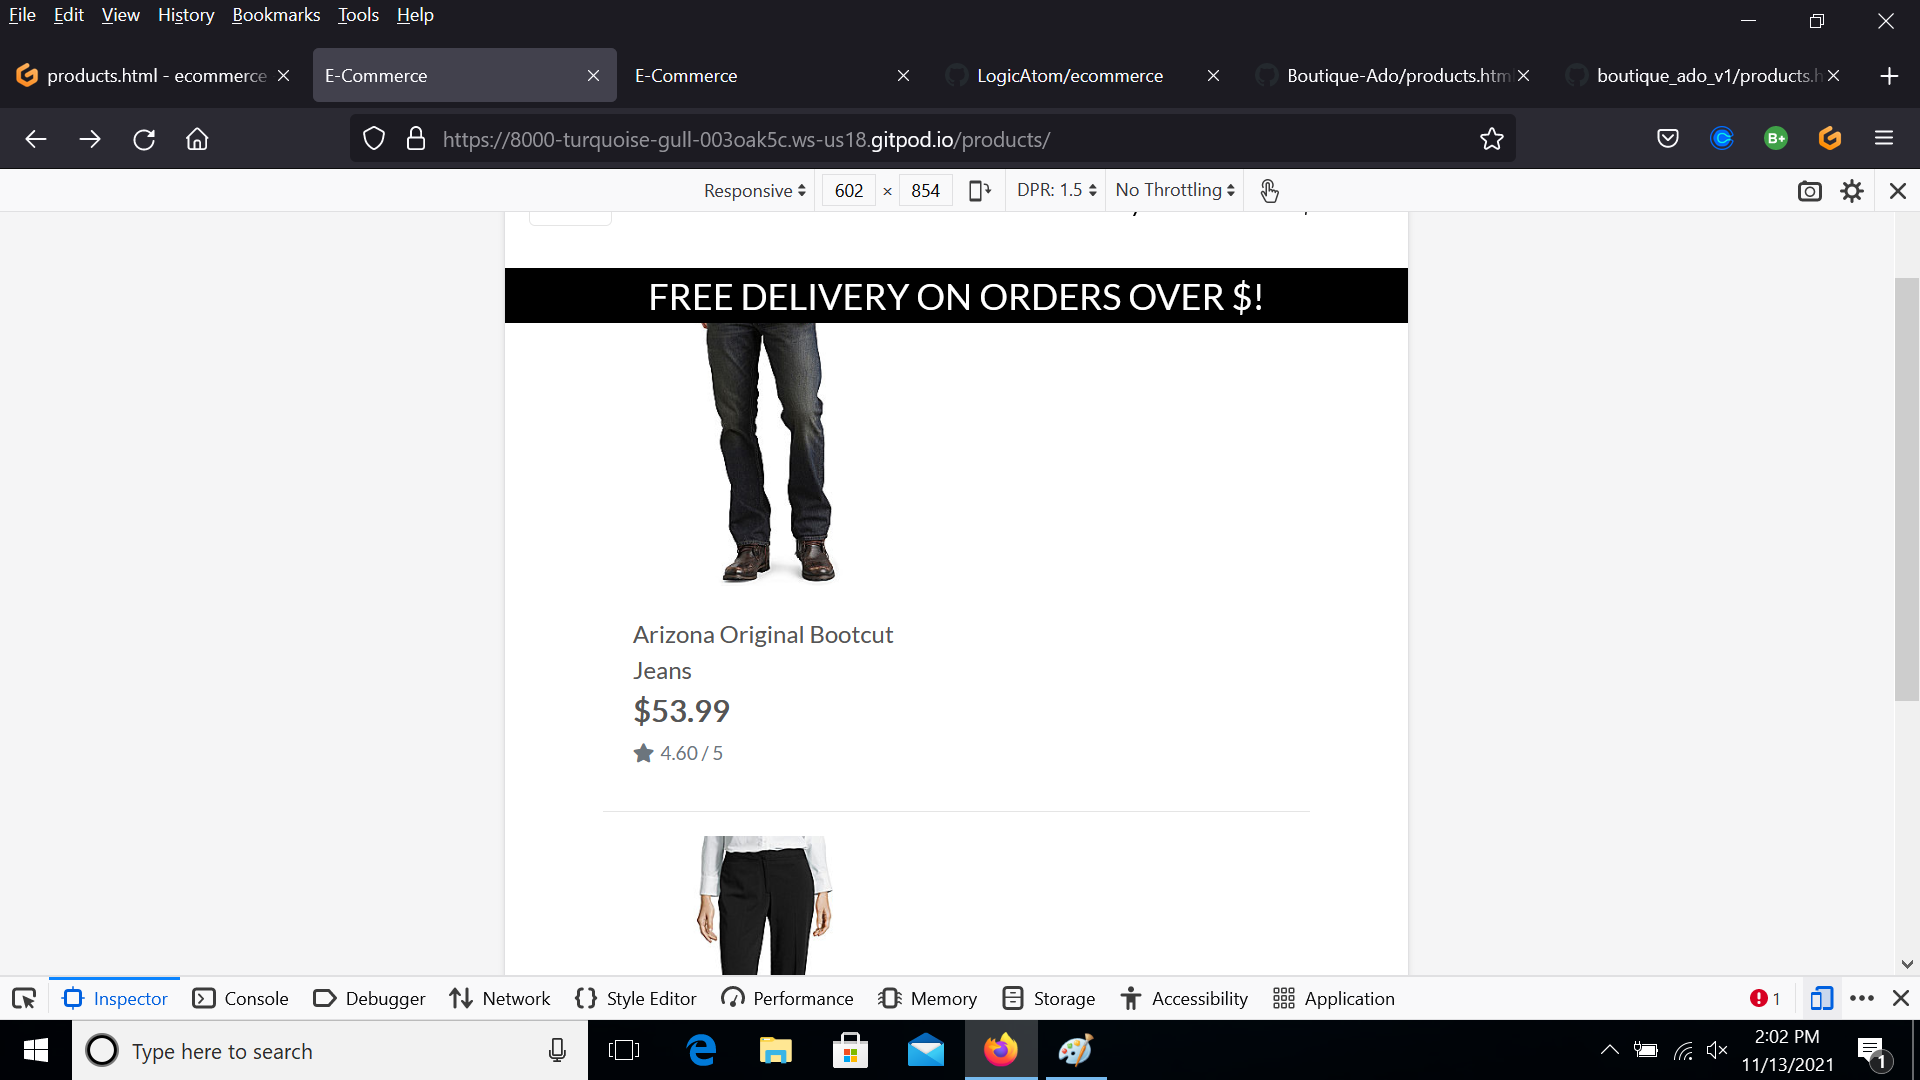 File Edit View History Bookmarks Tools Help
products.html - ecommerce
E-Commerce
E-Commerce
LogicAtom/ecommerce
Boutique-Ado/products.htm
boutique_ado_v1/products.h
https://8000-turquoise-gull-003oak5c.ws-us18.gitpod.io/products/
B+
Responsive 602 × 854 DPR: 1.5 No Throttling
FREE DELIVERY ON ORDERS OVER $!
Arizona Original Bootcut
Jeans
$53.99
4.60 / 5
Inspector Console Debugger Network Style Editor Performance Memory Storage Accessibility Application 1
Type here to search
2:02 PM
11/13/2021
1